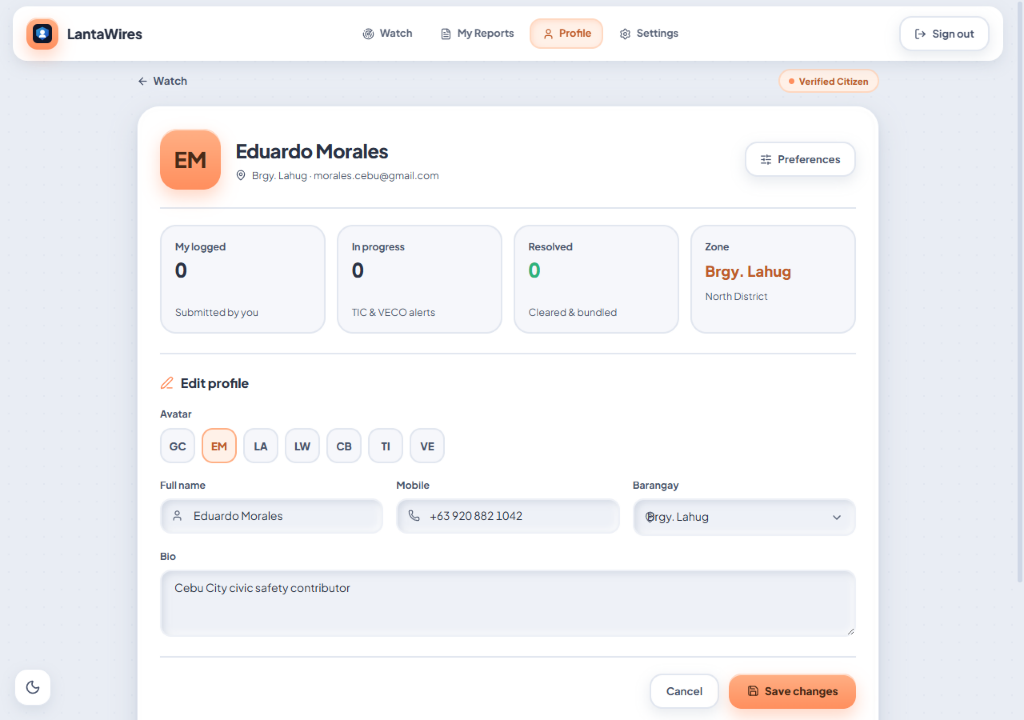 LantaWires
Watch
My Reports
Profile
Settings
Sign out
Watch
Verified Citizen
EM
Eduardo Morales
Brgy. Lahug · morales.cebu@gmail.com
Preferences
My logged
0
Submitted by you
In progress
0
TIC & VECO alerts
Resolved
0
Cleared & bundled
Zone
Brgy. Lahug
North District
Edit profile
Avatar
GC
EM
LA
LW
CB
TI
VE
Full name
Eduardo Morales
Mobile
+63 920 882 1042
Barangay
Brgy. Lahug
Bio
Cebu City civic safety contributor
Cancel
Save changes